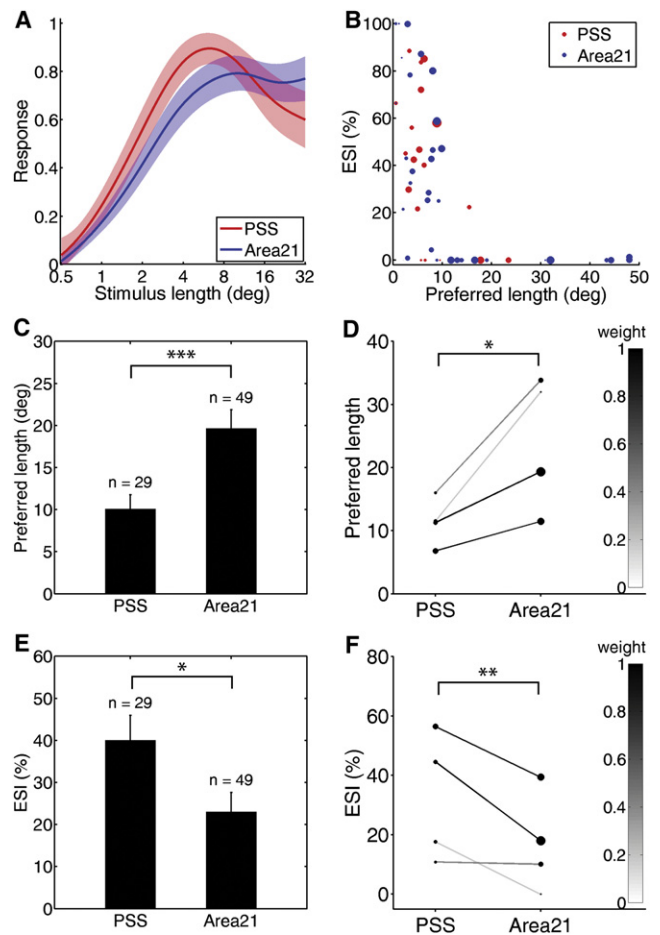 A
Response
1
0.8
0.6
0.4
0.2
0
0.5
1
2
4
8
16
32
Stimulus length (deg)
PSS
Area21
B
ESI (%)
100
80
60
40
20
0
0
10
20
30
40
50
Preferred length (deg)
PSS
Area21
C
Preferred length (deg)
35
30
25
20
15
10
5
0
***
n = 29
n = 49
PSS
Area21
D
Preferred length
40
30
20
10
0
*
PSS
Area21
weight
1
0.8
0.6
0.4
0.2
0
E
ESI (%)
60
50
40
30
20
10
0
*
n = 29
n = 49
PSS
Area21
F
ESI (%)
80
60
40
20
0
**
PSS
Area21
weight
1
0.8
0.6
0.4
0.2
0